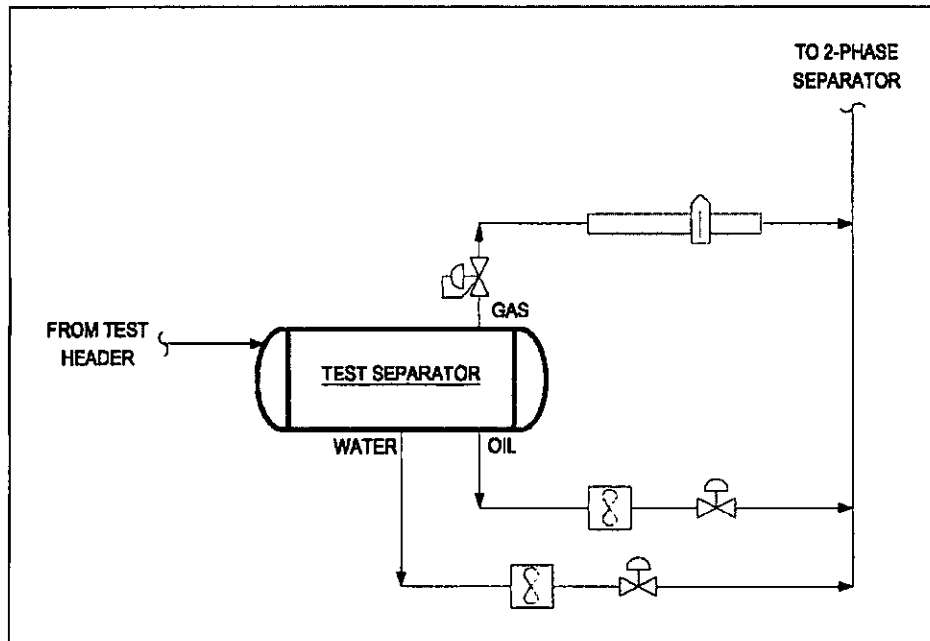 TO 2-PHASE
SEPARATOR
GAS
FROM TEST
HEADER
TEST SEPARATOR
WATER
OIL